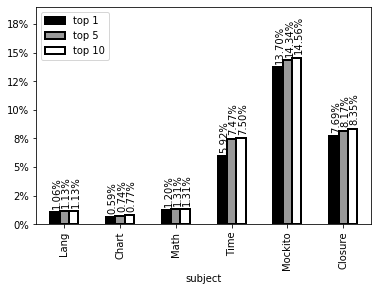 top 1
top 5
top 10
18%
15%
12%
10%
8%
5%
2%
0%
1.06%
1.13%
1.13%
0.59%
0.74%
0.77%
1.20%
1.31%
1.31%
5.92%
7.47%
7.50%
13.70%
14.34%
14.56%
7.69%
8.17%
8.35%
Lang
Chart
Math
Time
Mockito
Closure
subject